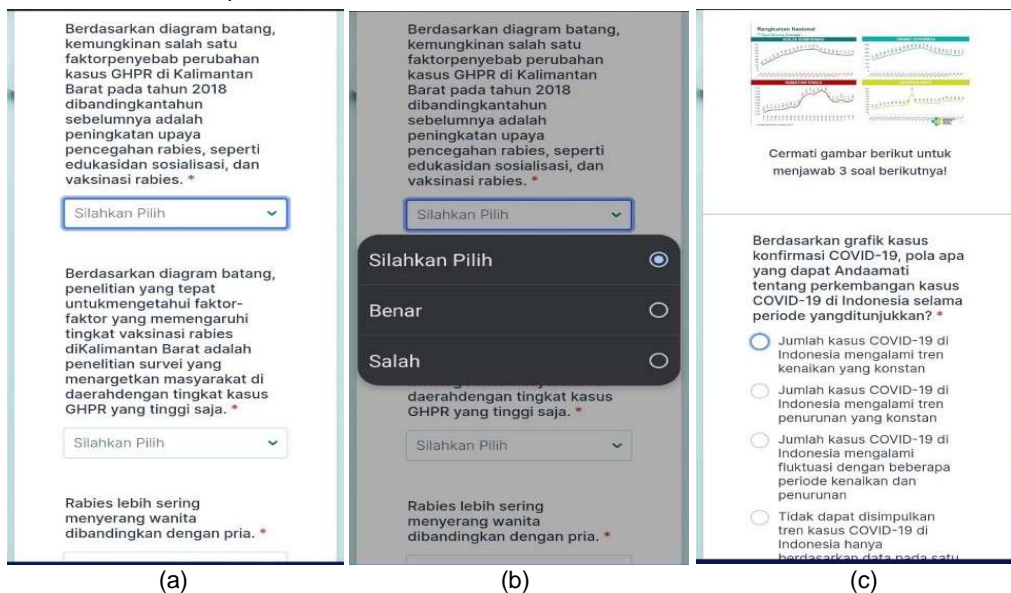 Berdasarkan diagram batang,
kemungkinan salah satu
faktorpenyebab perubahan
kasus GHPR di Kalimantan
Barat pada tahun 2018
dibandingkantahun
sebelumnya adalah
peningkatan upaya
pencegahan rabies, seperti
edukasidan sosialisasi, dan
vaksinasi rabies. *
Silahkan Pilih
Berdasarkan diagram batang,
penelitian yang tepat
untukmengetahui faktor-
faktor yang memengaruhi
tingkat vaksinasi rabies
diKalimantan Barat adalah
penelitian survei yang
menargetkan masyarakat di
daerahdengan tingkat kasus
GHPR yang tinggi saja. *
Silahkan Pilih
Rabies lebih sering
menyerang wanita
dibandingkan dengan pria. *
(a)
Berdasarkan diagram batang,
kemungkinan salah satu
faktorpenyebab perubahan
kasus GHPR di Kalimantan
Barat pada tahun 2018
dibandingkantahun
sebelumnya adalah
peningkatan upaya
pencegahan rabies, seperti
edukasidan sosialisasi, dan
vaksinasi rabies. *
Silahkan Pilih
Silahkan Pilih
Benar
Salah
daerahdengan tingkat kasus
GHPR yang tinggi saja. *
Silahkan Pilih
Rabies lebih sering
menyerang wanita
dibandingkan dengan pria. *
(b)
Rangkuman Nasional
Cermati gambar berikut untuk
menjawab 3 soal berikutnya!
Berdasarkan grafik kasus
konfirmasi COVID-19, pola apa
yang dapat Andaamati
tentang perkembangan kasus
COVID-19 di Indonesia selama
periode yangditunjukkan? *
Jumlah kasus COVID-19 di
Indonesia mengalami tren
kenaikan yang konstan
Jumlah kasus COVID-19 di
Indonesia mengalami tren
penurunan yang konstan
Jumlah kasus COVID-19 di
Indonesia mengalami
fluktuasi dengan beberapa
periode kenaikan dan
penurunan
Tidak dapat disimpulkan
tren kasus COVID-19 di
Indonesia hanya
berdasarkan data pada satu
(c)